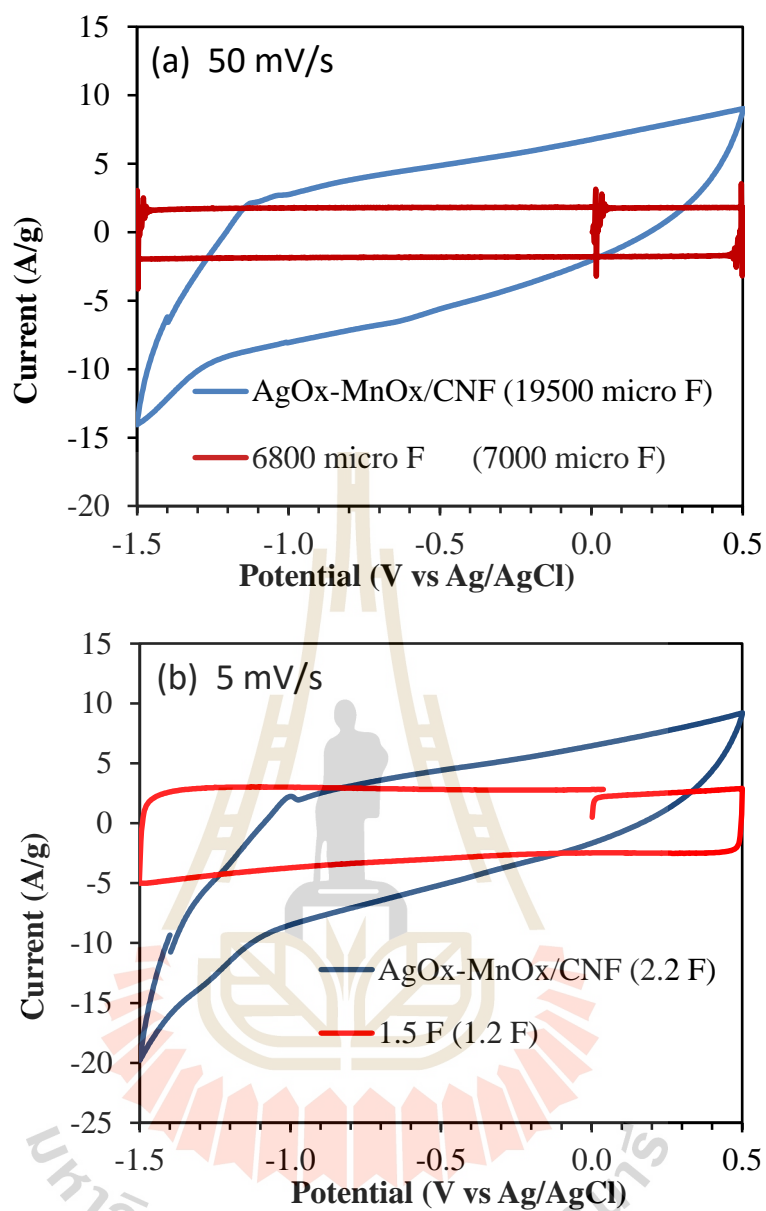 (a) 50 mV/s
15
10
5
0
-5
-10
-15
-20
Current (A/g)
AgOx-MnOx/CNF (19500 micro F)
6800 micro F (7000 micro F)
-1.5 -1.0 -0.5 0.0 0.5
Potential (V vs Ag/AgCl)
(b) 5 mV/s
15
10
5
0
-5
-10
-15
-20
-25
Current (A/g)
AgOx-MnOx/CNF (2.2 F)
1.5 F (1.2 F)
-1.5 -1.0 -0.5 0.0 0.5
Potential (V vs Ag/AgCl)